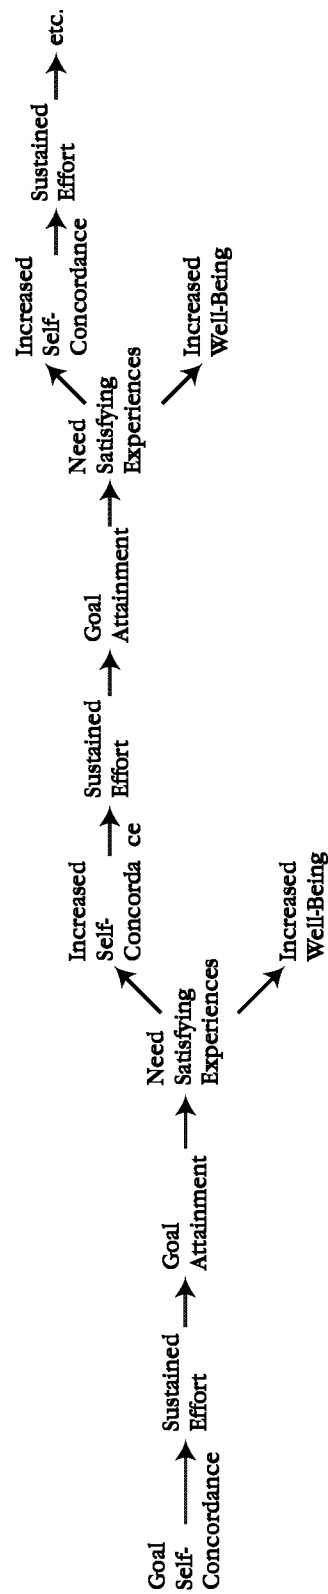 Goal
Self-
Concordance
Sustained
Effort
Goal
Attainment
Need
Satisfying
Experiences
Increased
Self-
Concorda ce
Increased
Well-Being
Sustained
Effort
Goal
Attainment
Need
Satisfying
Experiences
Increased
Self-
Concordance
Increased
Well-Being
Sustained
Effort
etc.